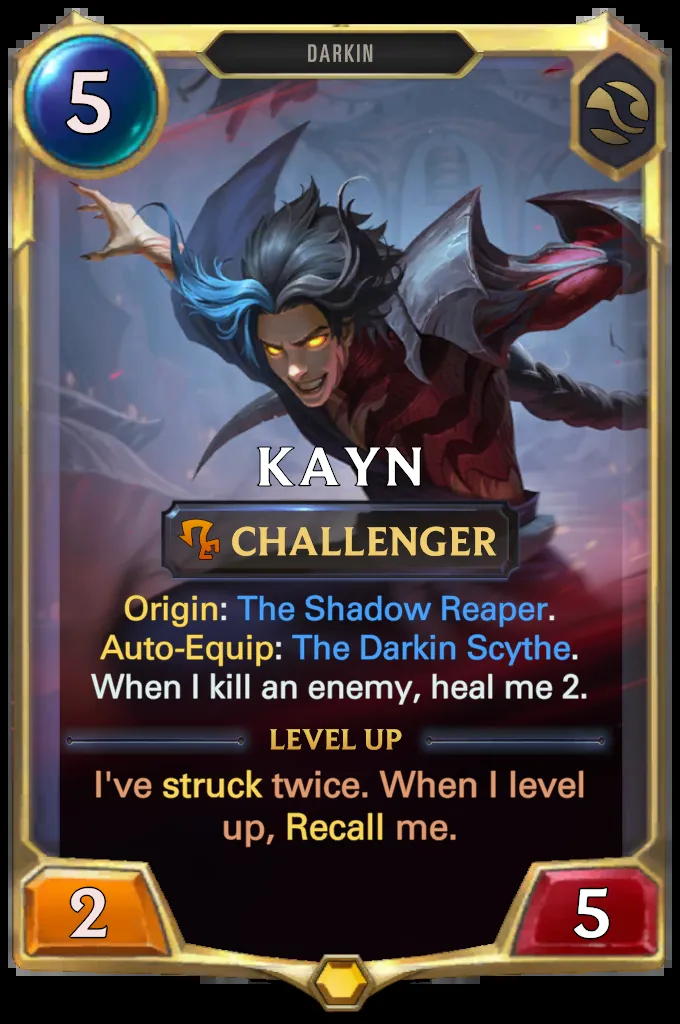 DARKIN
5
KAYN
CHALLENGER
Origin: The Shadow Reaper.
Auto-Equip: The Darkin Scythe.
When I kill an enemy, heal me 2.
LEVEL UP
I've struck twice. When I level
up, Recall me.
2
5